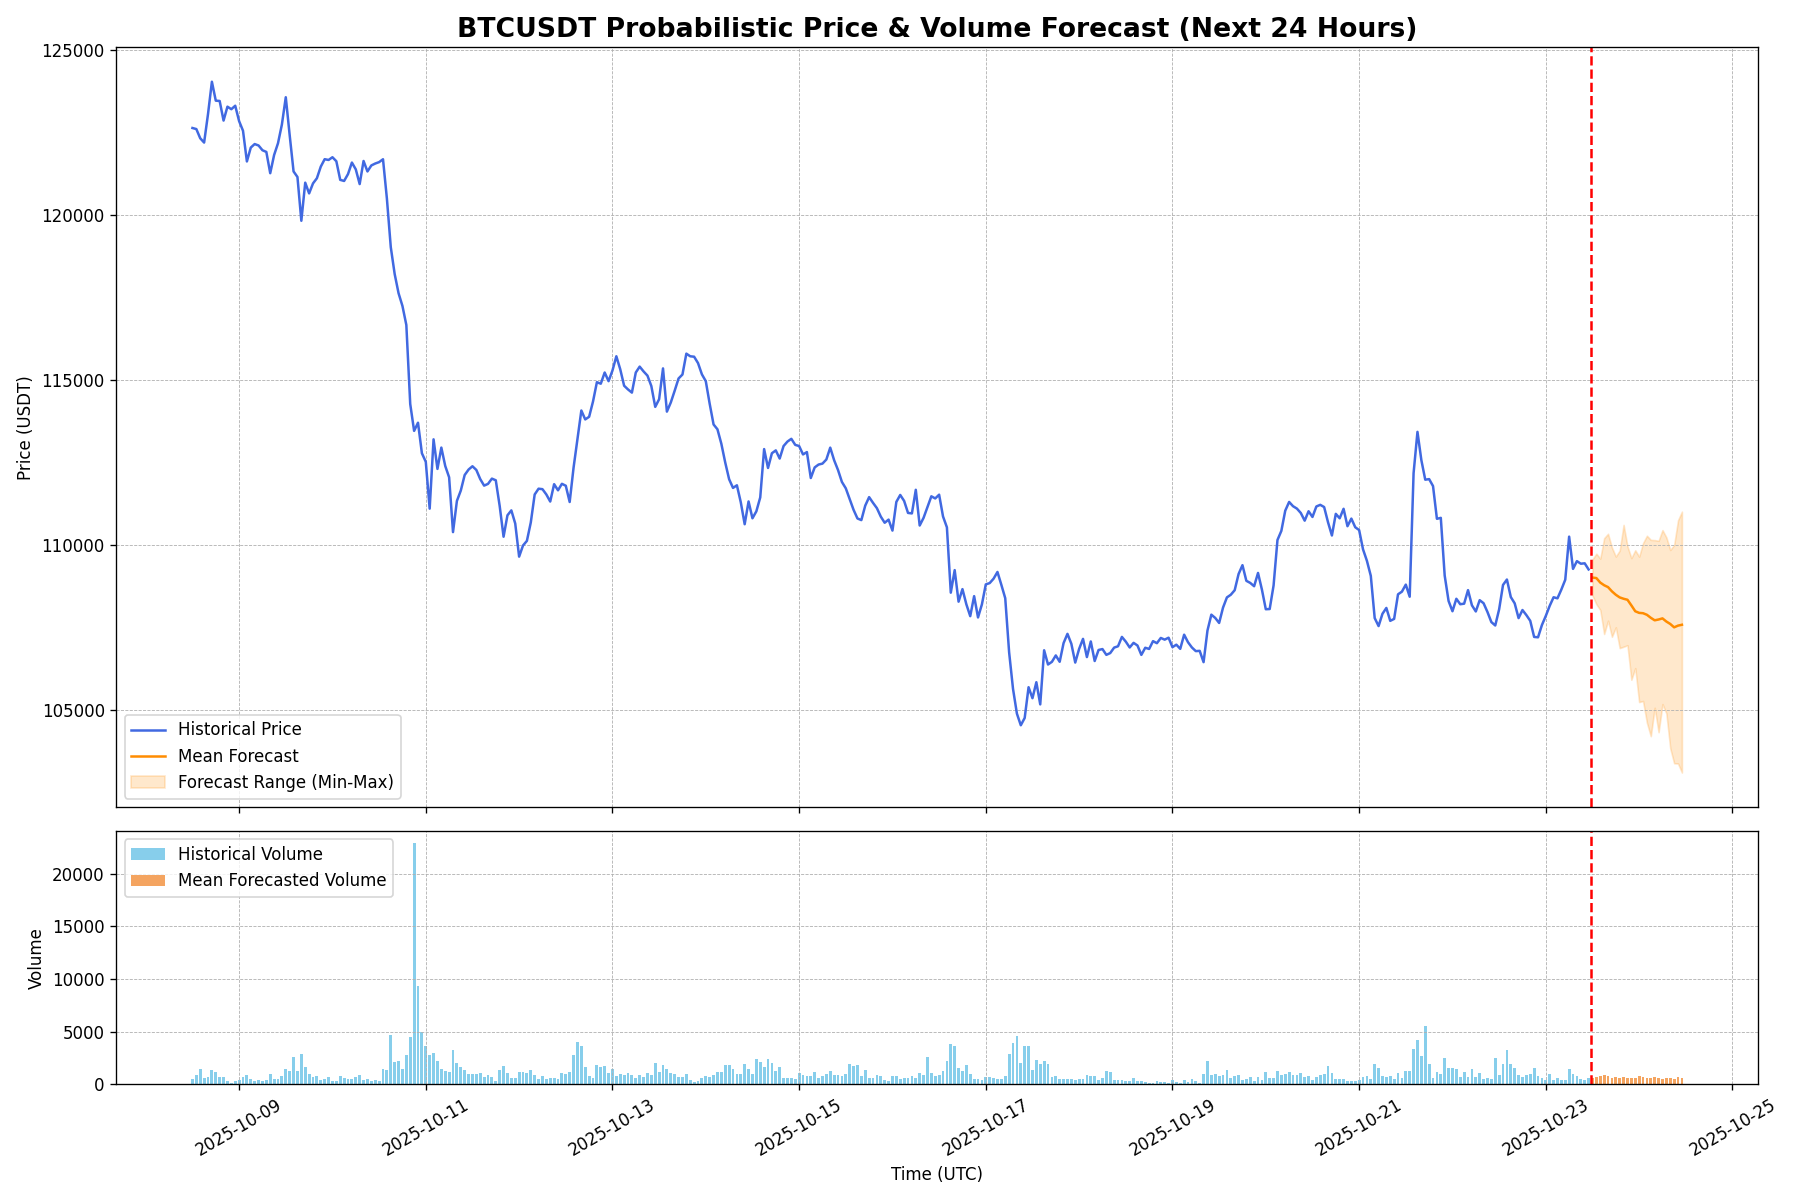 BTCUSDT Probabilistic Price & Volume Forecast (Next 24 Hours)
125000
120000
115000
110000
105000
Price (USDT)
Historical Price
Mean Forecast
Forecast Range (Min-Max)
Historical Volume
Mean Forecasted Volume
20000
15000
10000
5000
0
Volume
2025-10-09
2025-10-11
2025-10-13
2025-10-15
2025-10-17
2025-10-19
2025-10-21
2025-10-23
2025-10-25
Time (UTC)